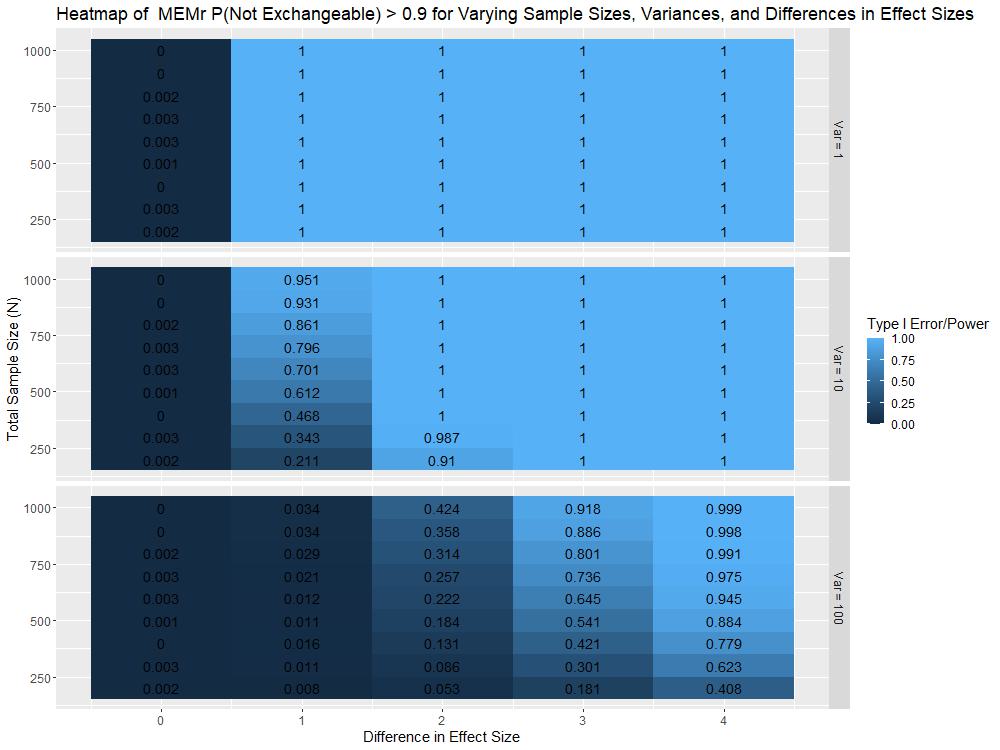 Heatmap of  MEMr P(Not Exchangeable) > 0.9 for Varying Sample Sizes, Variances, and Differences in Effect Sizes
Total Sample Size (N)
1000 0 1 1 1 1
0 1 1 1 1
0.002 1 1 1 1
750 0.003 1 1 1 1
0.003 1 1 1 1
500 0.001 1 1 1 1
0 1 1 1 1
0.003 1 1 1 1
250 0.002 1 1 1 1
Var = 1
1000 0 0.951 1 1 1
0 0.931 1 1 1
0.002 0.861 1 1 1
750 0.003 0.796 1 1 1
0.003 0.701 1 1 1
500 0.001 0.612 1 1 1
0 0.468 1 1 1
0.003 0.343 0.987 1 1
250 0.002 0.211 0.91 1 1
Var = 10
1000 0 0.034 0.424 0.918 0.999
0 0.034 0.358 0.886 0.998
0.002 0.029 0.314 0.801 0.991
750 0.003 0.021 0.257 0.736 0.975
0.003 0.012 0.222 0.645 0.945
500 0.001 0.011 0.184 0.541 0.884
0 0.016 0.131 0.421 0.779
0.003 0.011 0.086 0.301 0.623
250 0.002 0.008 0.053 0.181 0.408
Var = 100
0 1 2 3 4
Difference in Effect Size
Type I Error/Power
1.00
0.75
0.50
0.25
0.00